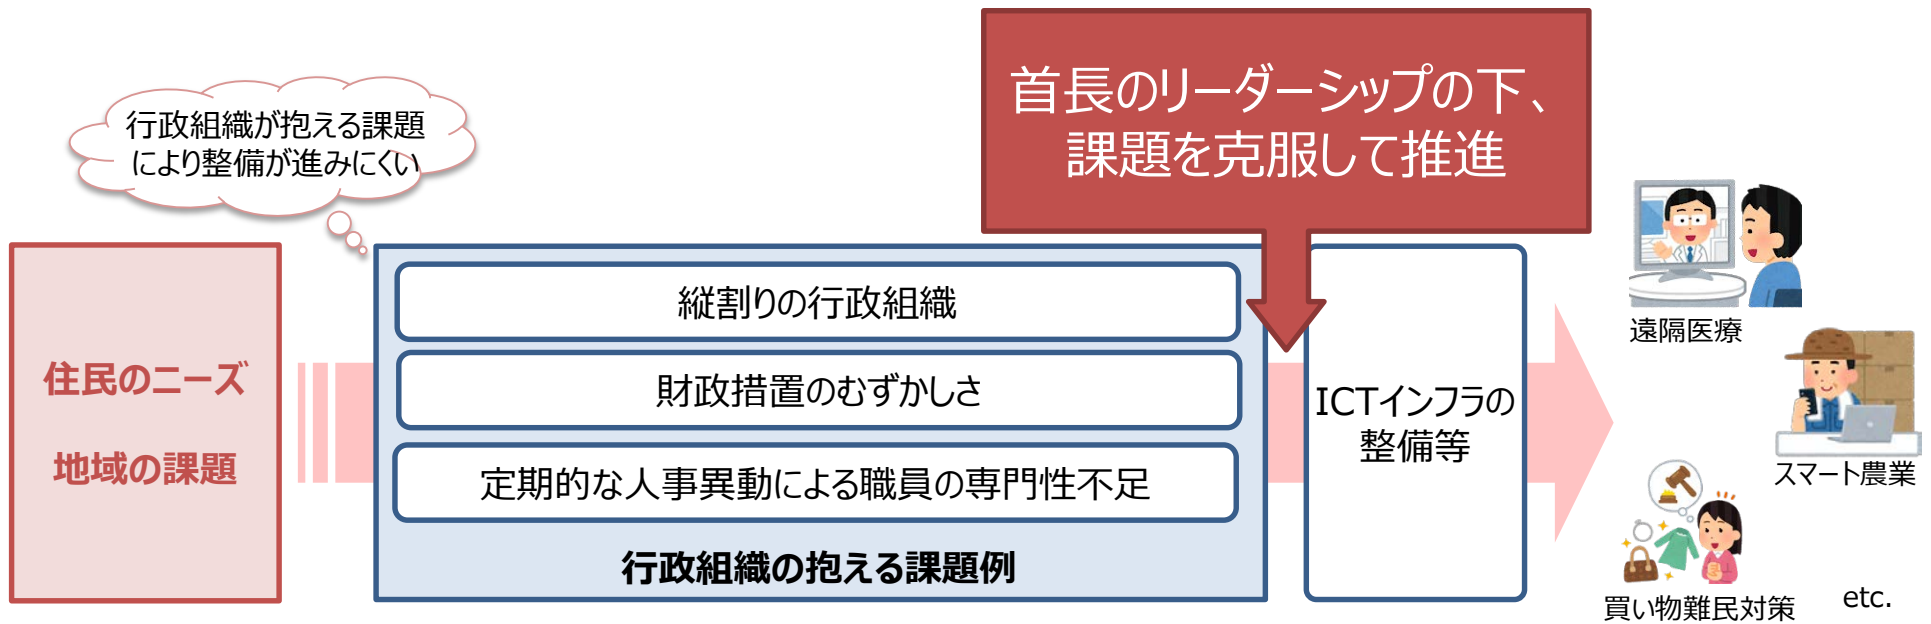 首長のリーダーシップの下、
課題を克服して推進
行政組織が抱える課題
により整備が進みにくい
住民のニーズ
地域の課題
縦割りの行政組織
財政措置のむずかしさ
定期的な人事異動による職員の専門性不足
行政組織の抱える課題例
ICTインフラの
整備等
遠隔医療
スマート農業
買い物難民対策
etc.